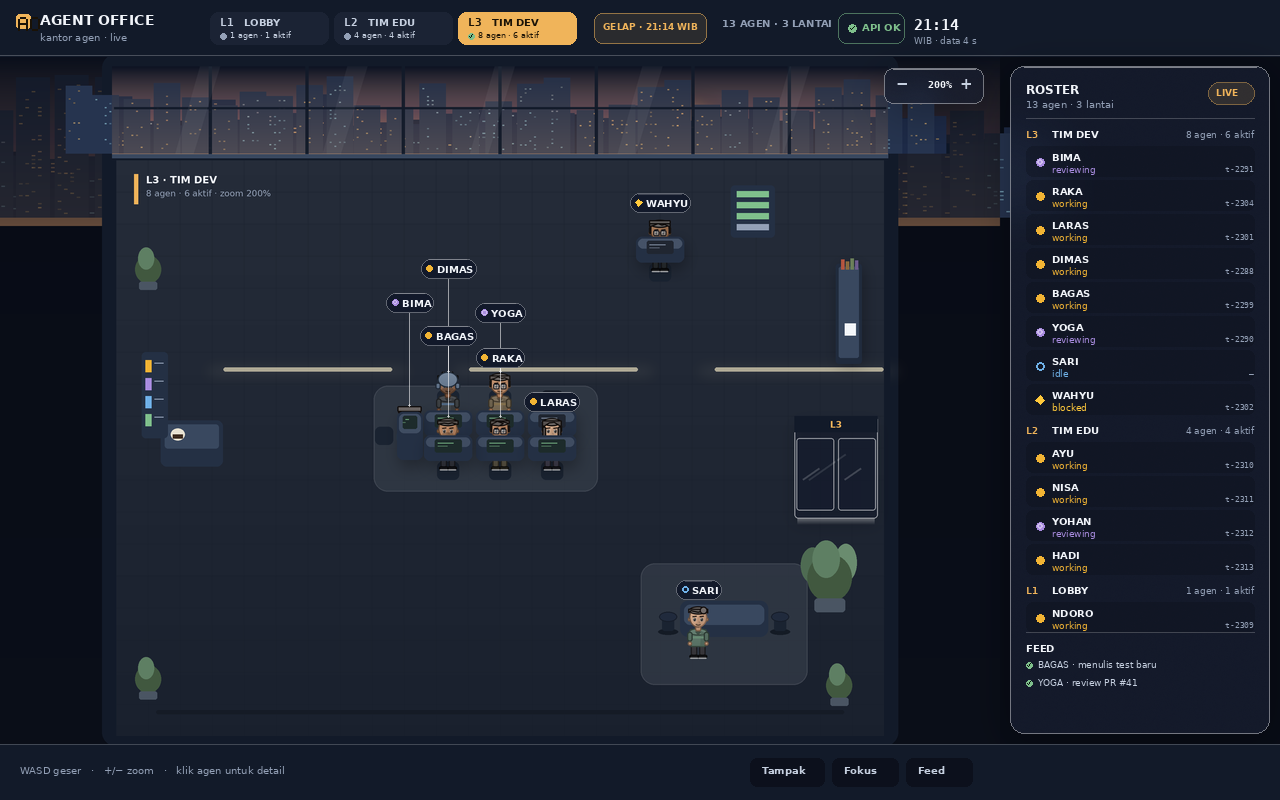 AGENT OFFICE
kantor agen · live
L1 LOBBY
1 agen · 1 aktif
L2 TIM EDU
4 agen · 4 aktif
L3 TIM DEV
8 agen · 6 aktif
GELAP · 21:14 WIB
13 AGEN · 3 LANTAI
API OK
21:14
WIB · data 4 s
− 200% +
L3 · TIM DEV
8 agen · 6 aktif · zoom 200%
WAHYU
DIMAS
BIMA
YOGA
BAGAS
RAKA
LARAS
L3
SARI
ROSTER
13 agen · 3 lantai
LIVE
L3 TIM DEV 8 agen · 6 aktif
BIMA
reviewing t-2291
RAKA
working t-2304
LARAS
working t-2301
DIMAS
working t-2288
BAGAS
working t-2299
YOGA
reviewing t-2290
SARI
idle —
WAHYU
blocked t-2302
L2 TIM EDU 4 agen · 4 aktif
AYU
working t-2310
NISA
working t-2311
YOHAN
reviewing t-2312
HADI
working t-2313
L1 LOBBY 1 agen · 1 aktif
NDORO
working t-2309
FEED
BAGAS · menulis test baru
YOGA · review PR #41
WASD geser · +/− zoom · klik agen untuk detail
Tampak
Fokus
Feed